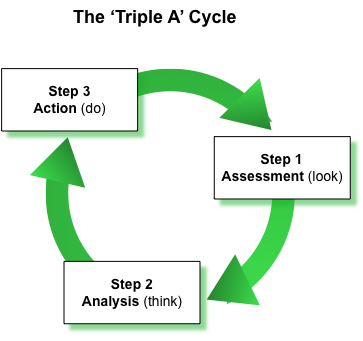 The ‘Triple A’ Cycle
Step 3
Action (do)
Step 1
Assessment (look)
Step 2
Analysis (think)